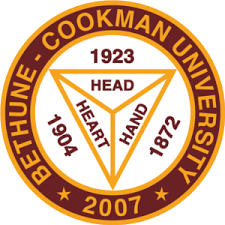 BETHUNE - COOKMAN UNIVERSITY
1923
HEAD
HEART
HAND
1904
1872
★ 2007 ★